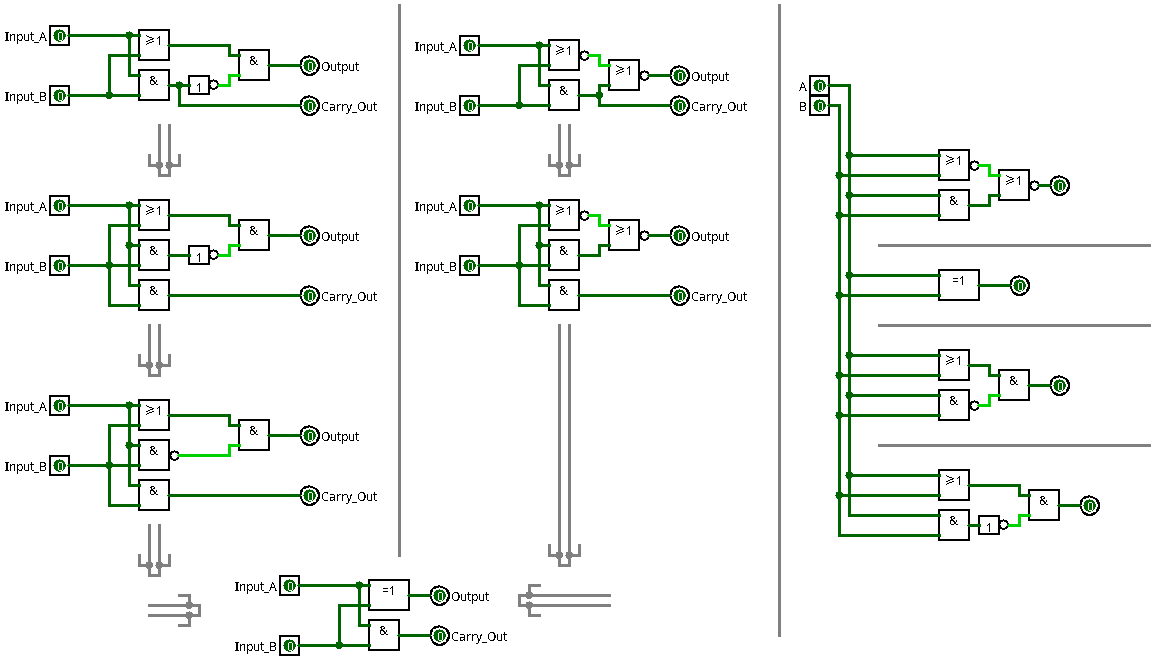 Input_A 0 ≥1 & 0 Output
Input_B 0 & 1 0 Carry_Out
Input_A 0 ≥1 & 0 Output
& 1
Input_B 0 & 0 Carry_Out
Input_A 0 ≥1 & 0 Output
&
Input_B 0 & 0 Carry_Out
Input_A 0 ≥1 ≥1 0 Output
Input_B 0 & 0 Carry_Out
Input_A 0 ≥1 ≥1 0 Output
&
Input_B 0 & 0 Carry_Out
Input_A 0 =1 0 Output
Input_B 0 & 0 Carry_Out
A 0
B 0
≥1 ≥1 0
&
=1 0
≥1 & 0
&
≥1 & 0
& 1